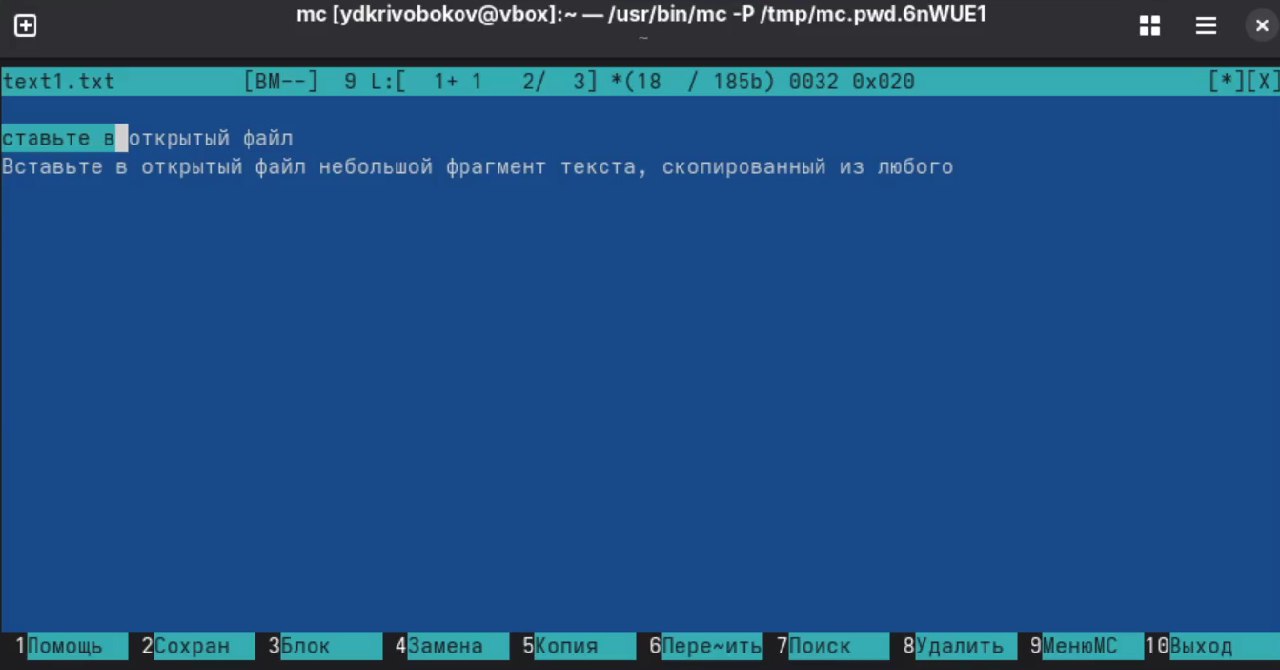 mc [ydkrivobokov@vbox]:~ — /usr/bin/mc -P /tmp/mc.pwd.6nWUE1
~
text1.txt [BM--] 9 L:[ 1+ 1 2/ 3] *(18 / 185b) 0032 0x020 [*][X]
ставьте в открытый файл
Вставьте в открытый файл небольшой фрагмент текста, скопированный из любого
1Помощь 2Сохран 3Блок 4Замена 5Копия 6Пере~ить 7Поиск 8Удалить 9МенюМС 10Выход